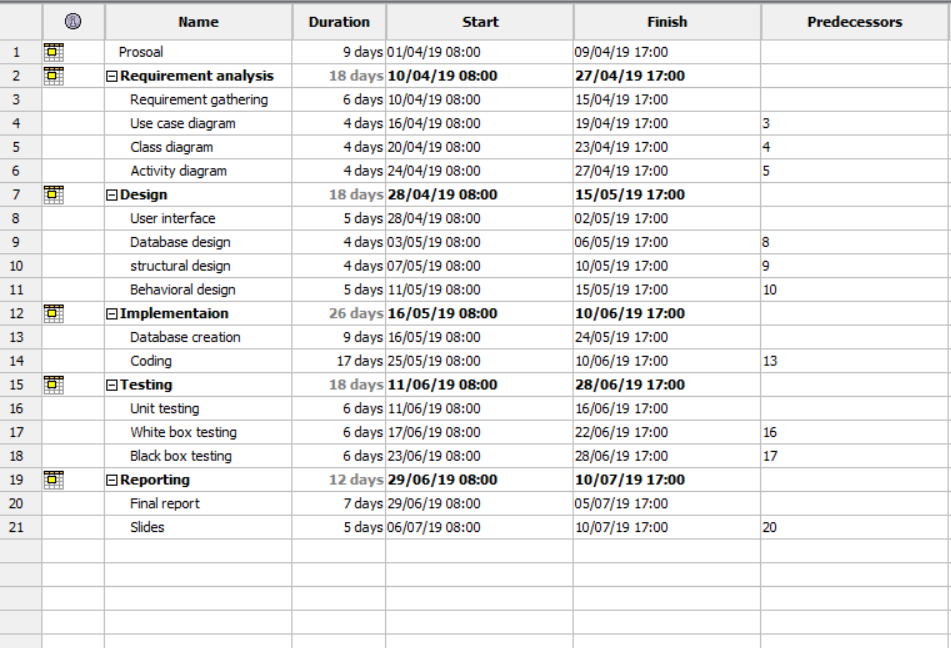 Name Duration Start Finish Predecessors
1 Prosoal 9 days 01/04/19 08:00 09/04/19 17:00
2 Requirement analysis 18 days 10/04/19 08:00 27/04/19 17:00
3 Requirement gathering 6 days 10/04/19 08:00 15/04/19 17:00
4 Use case diagram 4 days 16/04/19 08:00 19/04/19 17:00 3
5 Class diagram 4 days 20/04/19 08:00 23/04/19 17:00 4
6 Activity diagram 4 days 24/04/19 08:00 27/04/19 17:00 5
7 Design 18 days 28/04/19 08:00 15/05/19 17:00
8 User interface 5 days 28/04/19 08:00 02/05/19 17:00
9 Database design 4 days 03/05/19 08:00 06/05/19 17:00 8
10 structural design 4 days 07/05/19 08:00 10/05/19 17:00 9
11 Behavioral design 5 days 11/05/19 08:00 15/05/19 17:00 10
12 Implementaion 26 days 16/05/19 08:00 10/06/19 17:00
13 Database creation 9 days 16/05/19 08:00 24/05/19 17:00
14 Coding 17 days 25/05/19 08:00 10/06/19 17:00 13
15 Testing 18 days 11/06/19 08:00 28/06/19 17:00
16 Unit testing 6 days 11/06/19 08:00 16/06/19 17:00
17 White box testing 6 days 17/06/19 08:00 22/06/19 17:00 16
18 Black box testing 6 days 23/06/19 08:00 28/06/19 17:00 17
19 Reporting 12 days 29/06/19 08:00 10/07/19 17:00
20 Final report 7 days 29/06/19 08:00 05/07/19 17:00
21 Slides 5 days 06/07/19 08:00 10/07/19 17:00 20